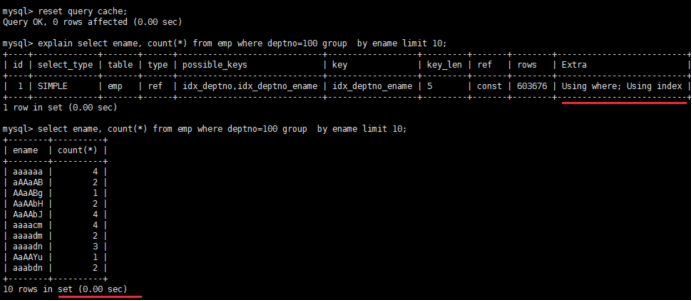 mysql> reset query cache;
Query OK, 0 rows affected (0.00 sec)
mysql> explain select ename, count(*) from emp where deptno=100 group  by ename limit 10;
+----+-------------+-------+------+-----------------------------+------------------+---------+-------+--------+--------------------------+
| id | select_type | table | type | possible_keys | key | key_len | ref | rows | Extra |
+----+-------------+-------+------+-----------------------------+------------------+---------+-------+--------+--------------------------+
| 1 | SIMPLE | emp | ref | idx_deptno,idx_deptno_ename | idx_deptno_ename | 5 | const | 603676 | Using where; Using index |
+----+-------------+-------+------+-----------------------------+------------------+---------+-------+--------+--------------------------+
1 row in set (0.00 sec)
mysql> select ename, count(*) from emp where deptno=100 group  by ename limit 10;
+--------+----------+
| ename | count(*) |
+--------+----------+
| aaaaaa | 4 |
| aAAaAB | 2 |
| AAaABg | 1 |
| AaAAbH | 2 |
| AaAAbJ | 4 |
| aaaacm | 4 |
| aaaadm | 2 |
| aaaadn | 3 |
| AaAAYu | 1 |
| aaabdn | 2 |
+--------+----------+
10 rows in set (0.00 sec)